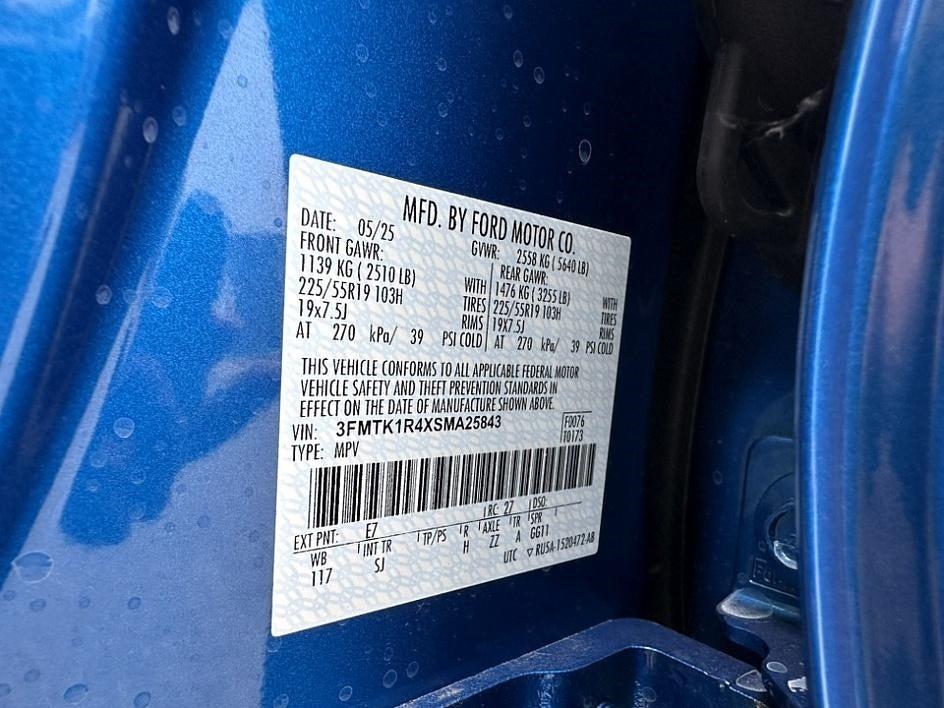 MFD. BY FORD MOTOR CO.
DATE: 05/25 GVWR: 2558 KG ( 5640 LB)
FRONT GAWR: REAR GAWR:
1139 KG ( 2510 LB) WITH 1476 KG ( 3255 LB) WITH
225/55R19 103H TIRES 225/55R19 103H TIRES
19x7.5J RIMS 19x7.5J RIMS
AT 270 kPa/ 39 PSI COLD AT 270 kPa/ 39 PSI COLD
THIS VEHICLE CONFORMS TO ALL APPLICABLE FEDERAL MOTOR
VEHICLE SAFETY AND THEFT PREVENTION STANDARDS IN
EFFECT ON THE DATE OF MANUFACTURE SHOWN ABOVE.
VIN: 3FMTK1R4XSMA25843 F0076
TYPE: MPV T0173
EXT PNT: E7 RC: 27 DSO:
WB INT TR TP/PS R AXLE TR SPR
117 SJ H ZZ A GG11
UTC ▽ RU5A-1520472-AB